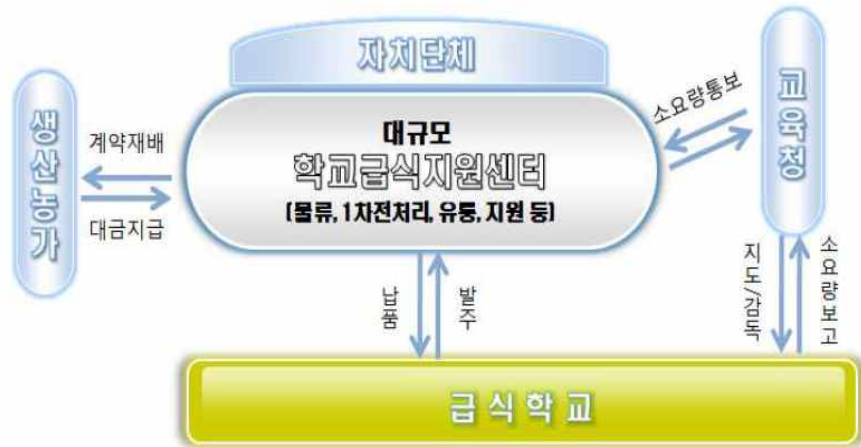 자치단체
대규모
학교급식지원센터
(물류, 1차전처리, 유통, 지원 등)
생산농가
계약재배
대금지급
소요량통보
교육청
납품
발주
지도/감독
소요량보고
급식학교